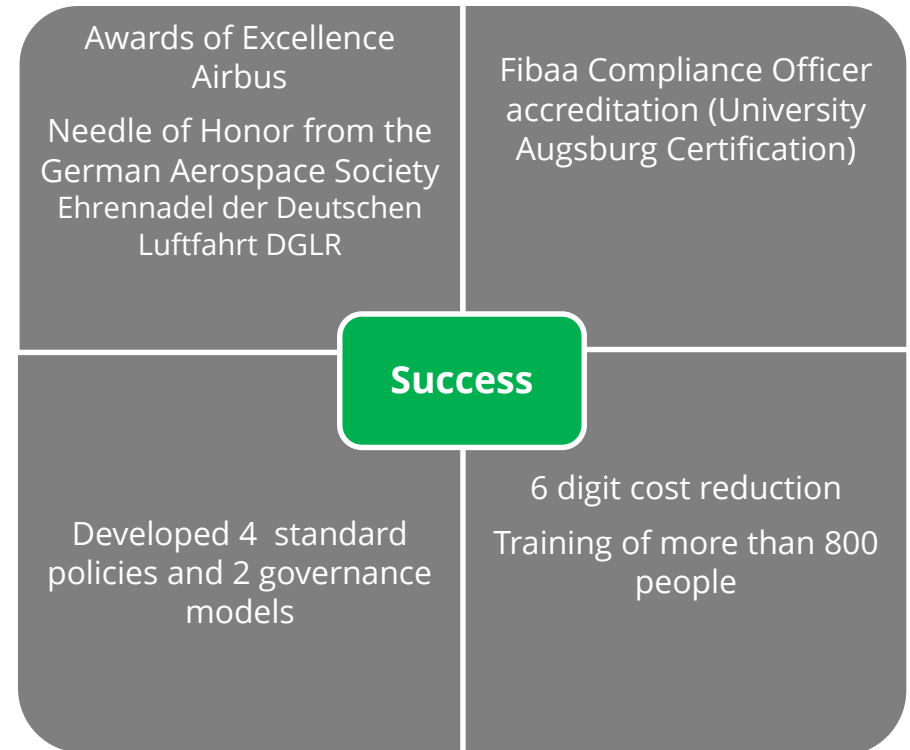 Awards of Excellence
Airbus
Needle of Honor from the
German Aerospace Society
Ehrennadel der Deutschen
Luftfahrt DGLR
Fibaa Compliance Officer
accreditation (University
Augsburg Certification)
Success
Developed 4  standard
policies and 2 governance
models
6 digit cost reduction
Training of more than 800
people